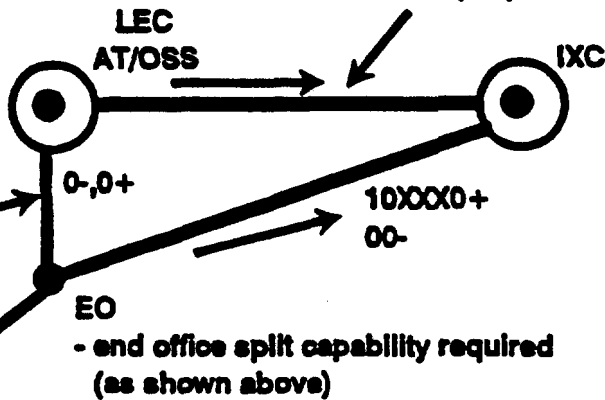 LEC
AT/OSS
IXC
0-,0+
10XXX0+
00-
EO
- end office split capability required
(as shown above)